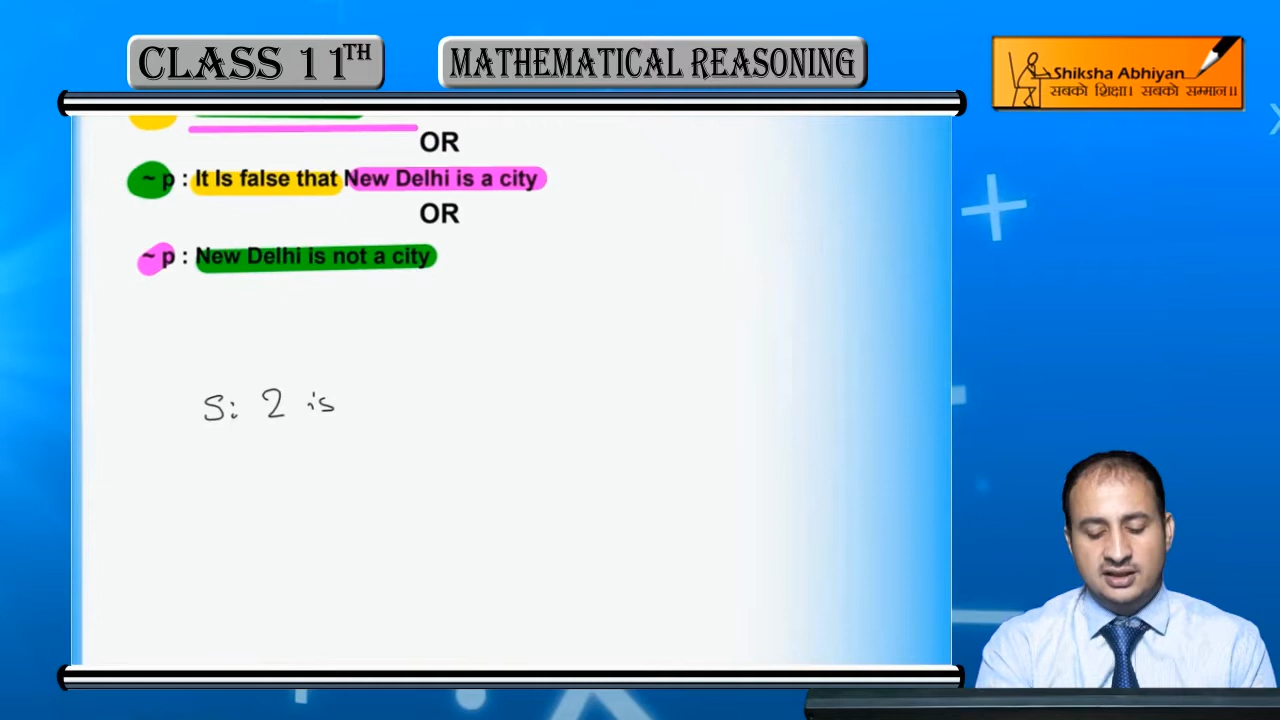 CLASS 11TH
MATHEMATICAL REASONING
Shiksha Abhiyan
सबको शिक्षा। सबको सम्मान।।
OR
~ p : It Is false that New Delhi is a city
OR
~ p : New Delhi is not a city
S: 2 is